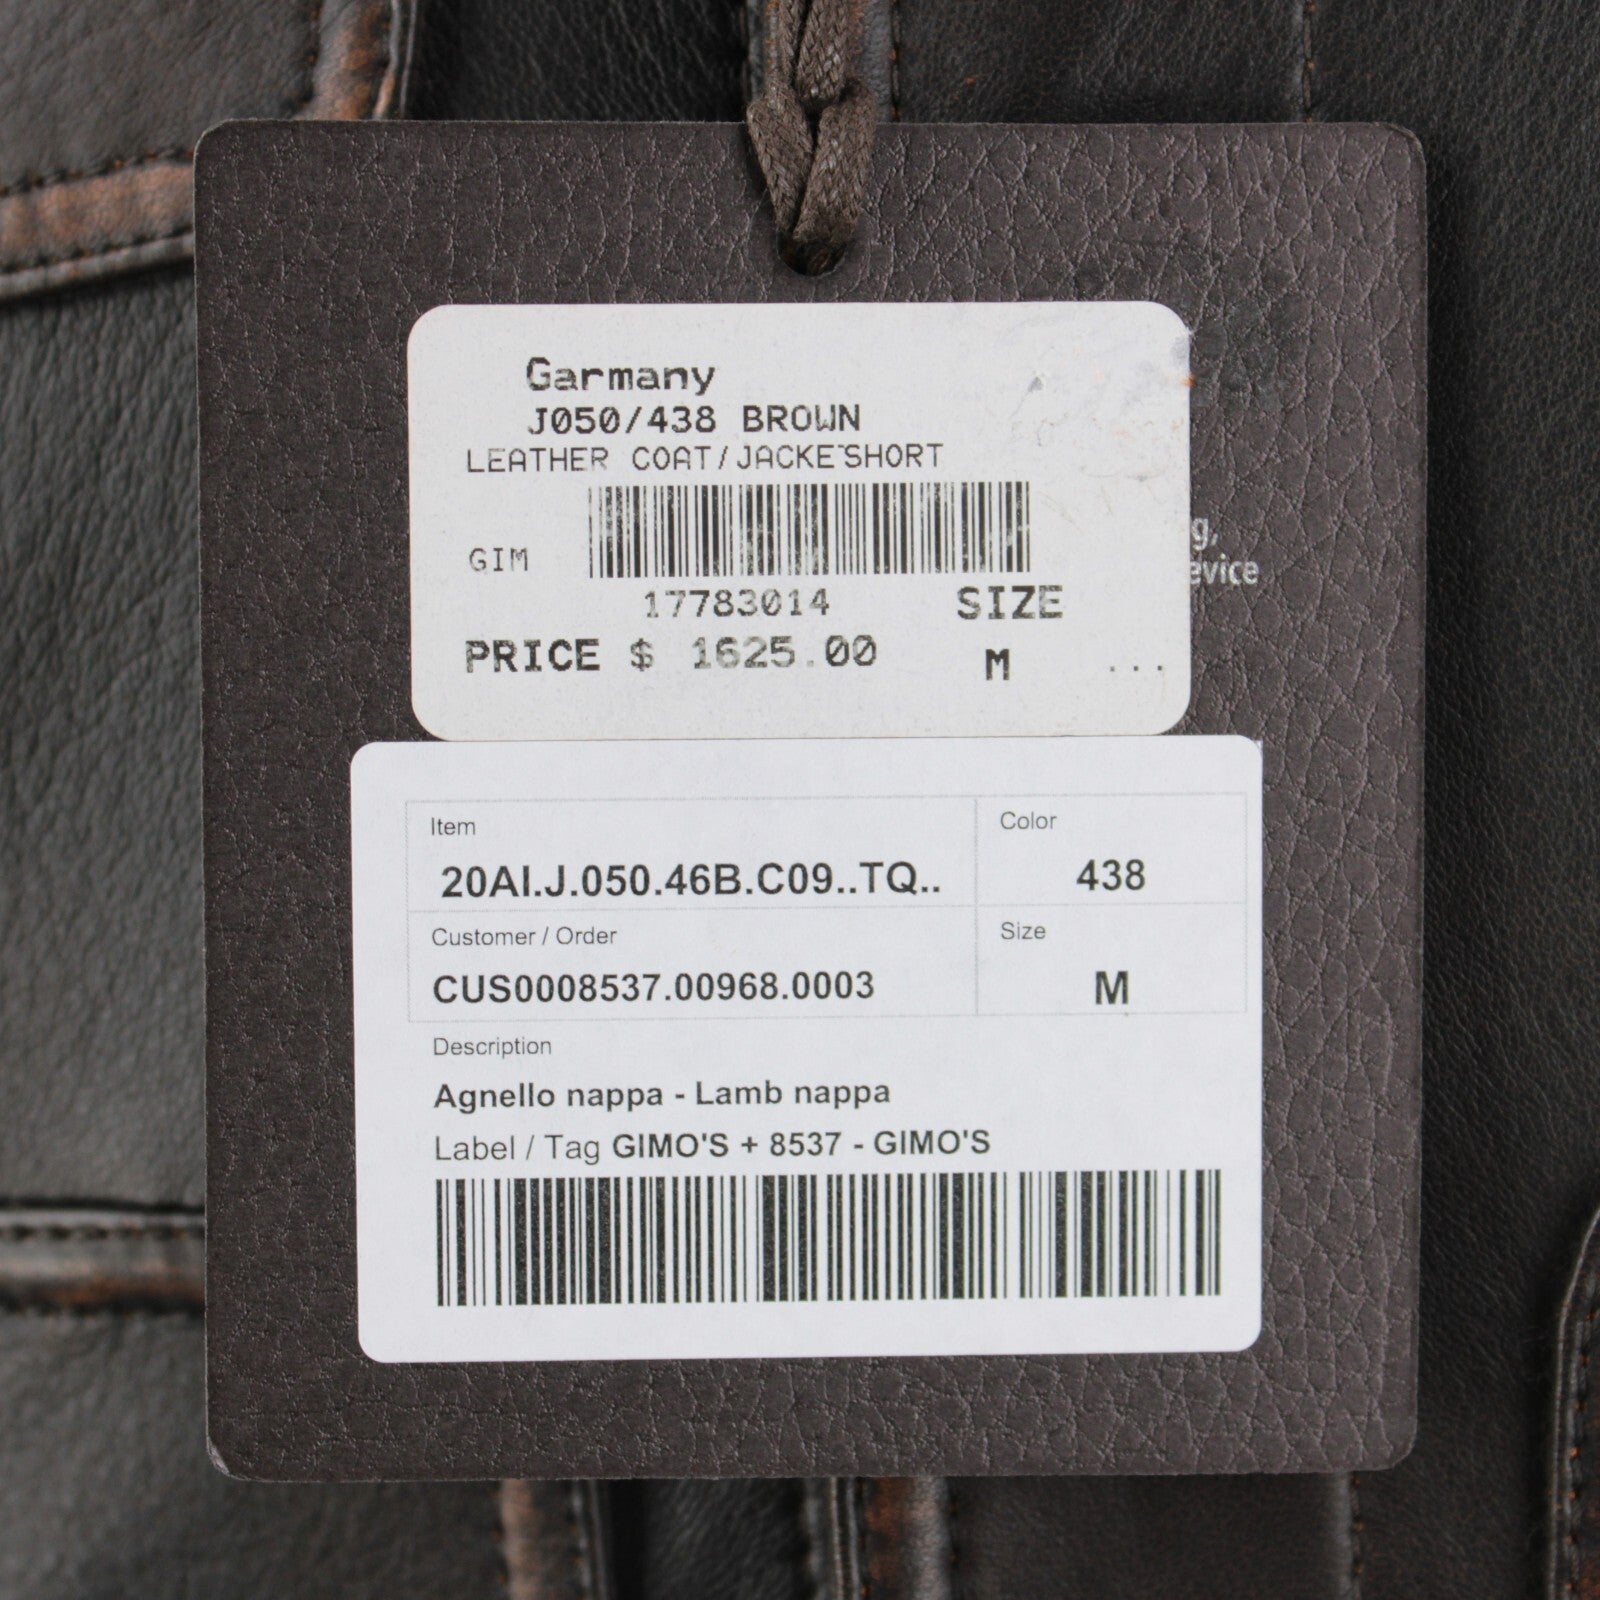 Garmany
J050/438 BROWN
LEATHER COAT/JACKE SHORT
GIM
17783014 SIZE
PRICE $ 1625.00 M ...
g,
evice
Item Color
20AI.J.050.46B.C09..TQ.. 438
Customer / Order Size
CUS0008537.00968.0003 M
Description
Agnello nappa - Lamb nappa
Label / Tag GIMO'S + 8537 - GIMO'S